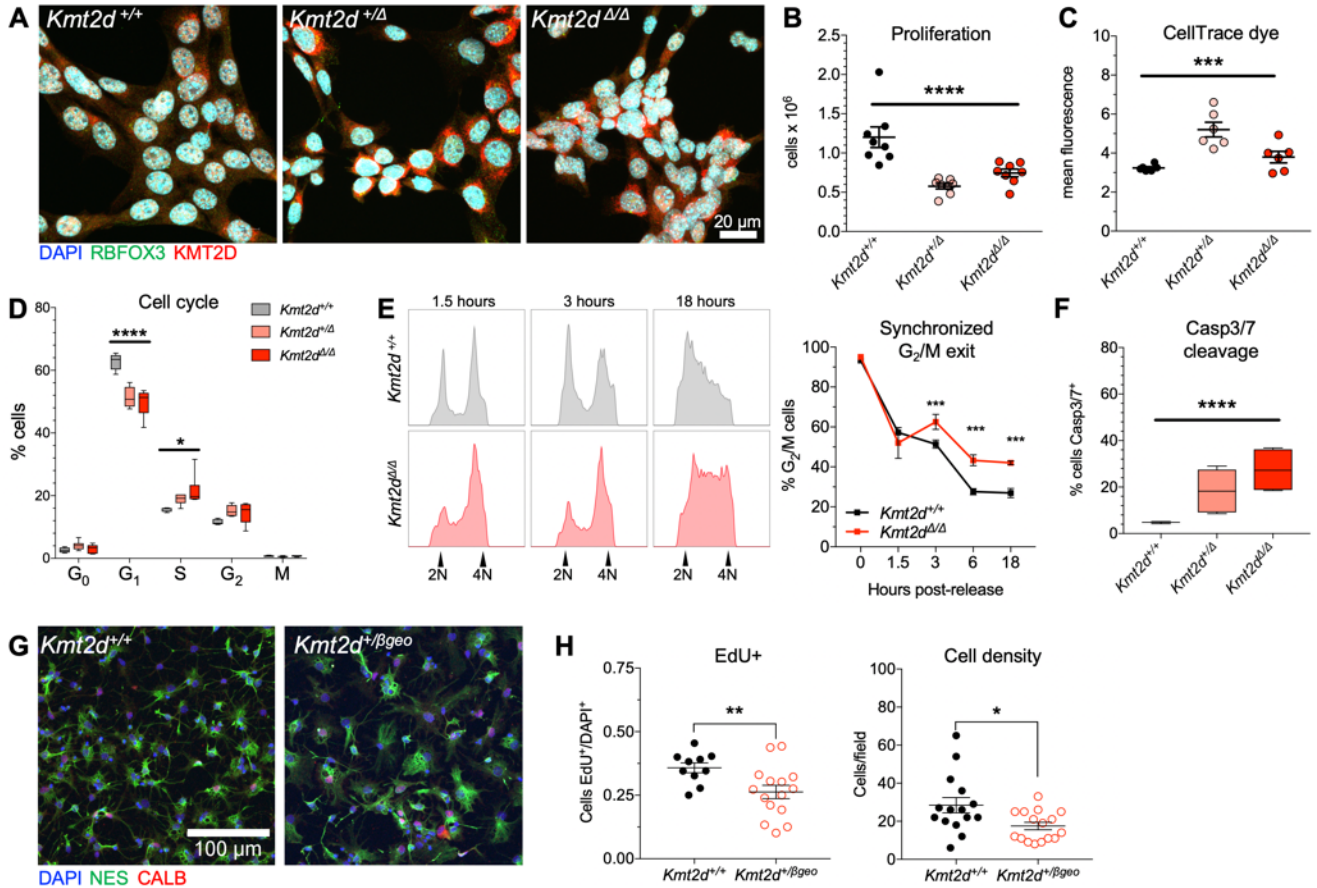 A
Kmt2d +/+
Kmt2d +/Δ
Kmt2d Δ/Δ
20 µm
DAPI RBFOX3 KMT2D
B
Proliferation
cells x 10⁶
2.5
2.0
1.5
1.0
0.5
0.0
****
Kmt2d+/+
Kmt2d+/Δ
Kmt2dΔ/Δ
C
CellTrace dye
mean fluorescence
10
8
6
4
2
0
***
Kmt2d+/+
Kmt2d+/Δ
Kmt2dΔ/Δ
D
Cell cycle
% cells
80
60
40
20
0
****
*
Kmt2d+/+
Kmt2d+/Δ
Kmt2dΔ/Δ
G₀ G₁ S G₂ M
E
1.5 hours 3 hours 18 hours
Kmt2d +/+
Kmt2dΔ/Δ
2N 4N 2N 4N 2N 4N
Synchronized
G₂/M exit
% G₂/M cells
100
80
60
40
20
0
*** *** ***
Kmt2d+/+
Kmt2dΔ/Δ
0 1.5 3 6 18
Hours post-release
F
Casp3/7
cleavage
% cells Casp3/7⁺
80
60
40
20
0
****
Kmt2d+/+
Kmt2d+/Δ
Kmt2dΔ/Δ
G
Kmt2d+/+
Kmt2d+/βgeo
100 µm
DAPI NES CALB
H
EdU+
Cells EdU⁺/DAPI⁺
0.75
0.50
0.25
0.00
**
Kmt2d+/+ Kmt2d+/βgeo
Cell density
Cells/field
100
80
60
40
20
0
*
Kmt2d+/+ Kmt2d+/βgeo